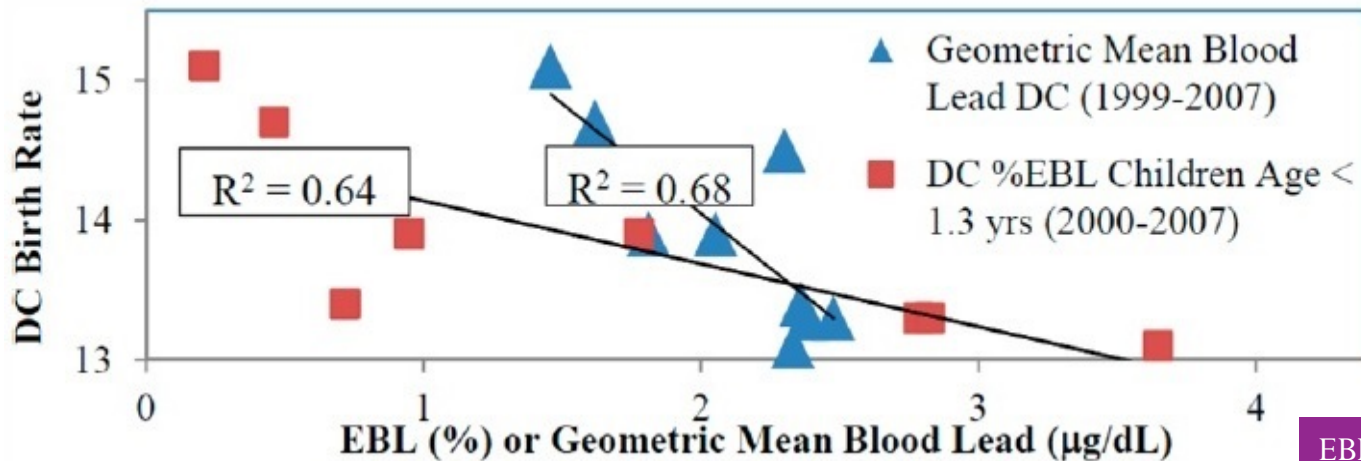 DC Birth Rate
15
14
13
0
1
2
3
4
EBL (%) or Geometric Mean Blood Lead (μg/dL)
R² = 0.64
R² = 0.68
Geometric Mean Blood
Lead DC (1999-2007)
DC %EBL Children Age <
1.3 yrs (2000-2007)
EBL